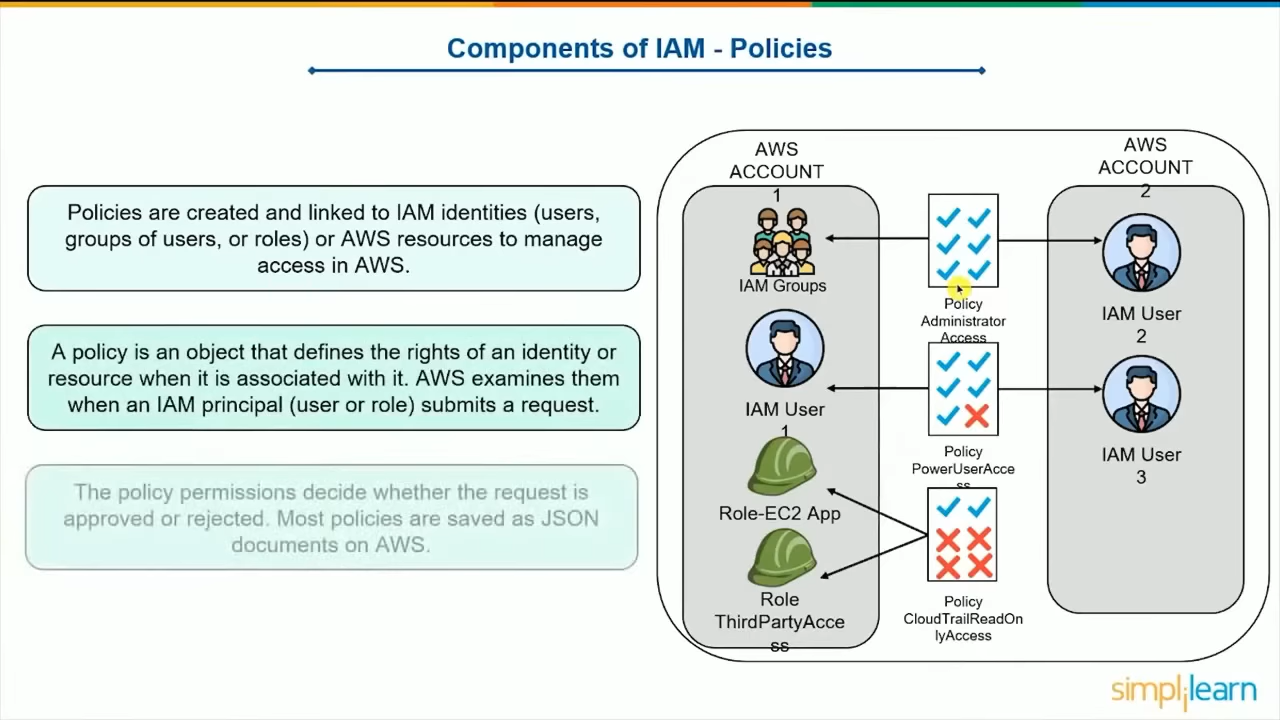 Components of IAM - Policies
Policies are created and linked to IAM identities (users,
groups of users, or roles) or AWS resources to manage
access in AWS.
A policy is an object that defines the rights of an identity or
resource when it is associated with it. AWS examines them
when an IAM principal (user or role) submits a request.
The policy permissions decide whether the request is
approved or rejected. Most policies are saved as JSON
documents on AWS.
AWS
ACCOUNT
1
IAM Groups
IAM User
1
Role-EC2 App
Role
ThirdPartyAcce
ss
Policy
Administrator
Access
Policy
PowerUserAcce
ss
Policy
CloudTrailReadOn
lyAccess
AWS
ACCOUNT
2
IAM User
2
IAM User
3
simplilearn